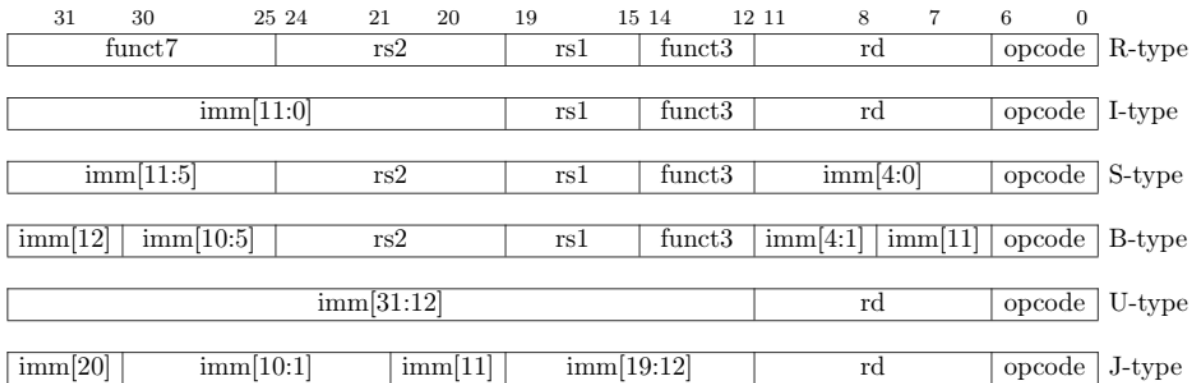 31 30 25 24 21 20 19 15 14 12 11 8 7 6 0
funct7 rs2 rs1 funct3 rd opcode R-type
imm[11:0] rs1 funct3 rd opcode I-type
imm[11:5] rs2 rs1 funct3 imm[4:0] opcode S-type
imm[12] imm[10:5] rs2 rs1 funct3 imm[4:1] imm[11] opcode B-type
imm[31:12] rd opcode U-type
imm[20] imm[10:1] imm[11] imm[19:12] rd opcode J-type